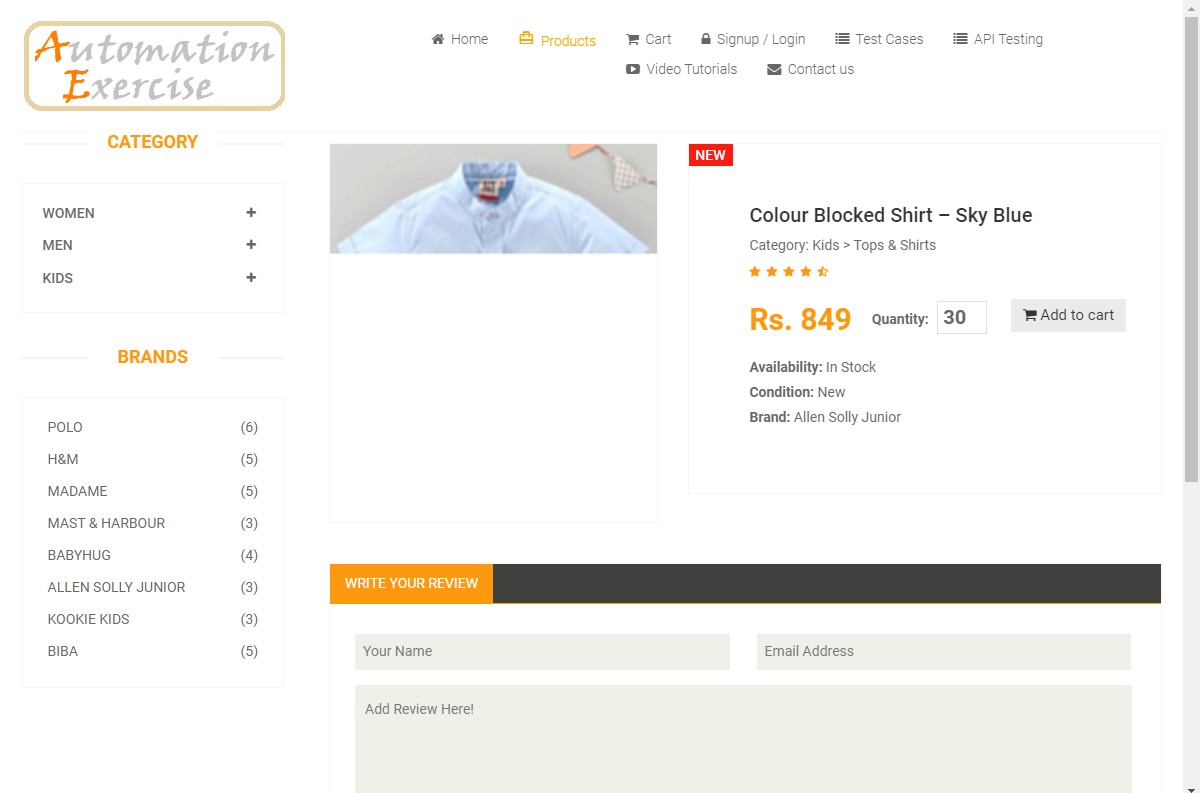 Automation
Exercise
Home
Products
Cart
Signup / Login
Test Cases
API Testing
Video Tutorials
Contact us
CATEGORY
WOMEN
MEN
KIDS
BRANDS
POLO (6)
H&M (5)
MADAME (5)
MAST & HARBOUR (3)
BABYHUG (4)
ALLEN SOLLY JUNIOR (3)
KOOKIE KIDS (3)
BIBA (5)
NEW
Colour Blocked Shirt – Sky Blue
Category: Kids > Tops & Shirts
Rs. 849 Quantity: 30 Add to cart
Availability: In Stock
Condition: New
Brand: Allen Solly Junior
WRITE YOUR REVIEW
Your Name
Email Address
Add Review Here!